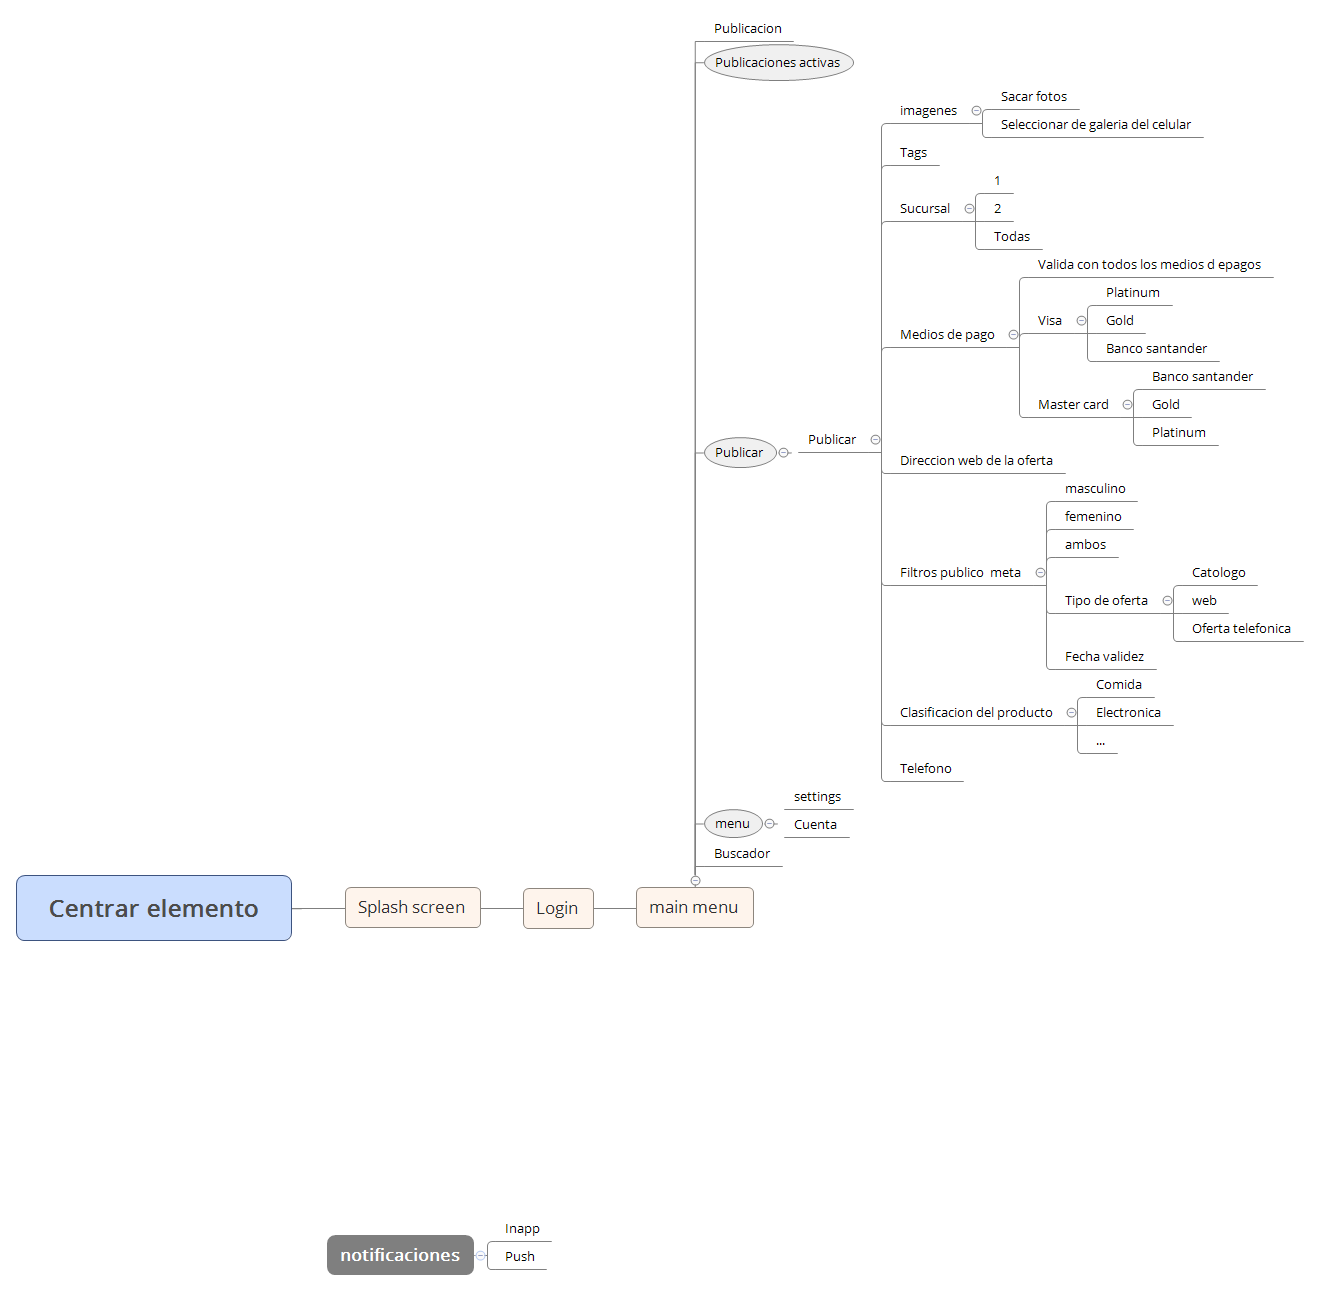 Publicacion
Publicaciones activas
Sacar fotos
imagenes
Seleccionar de galeria del celular
Tags
1
Sucursal
2
Todas
Valida con todos los medios d epagos
Platinum
Visa
Gold
Medios de pago
Banco santander
Banco santander
Master card
Gold
Platinum
Publicar
Publicar
Direccion web de la oferta
masculino
femenino
ambos
Filtros publico  meta
Catologo
Tipo de oferta
web
Oferta telefonica
Fecha validez
Comida
Clasificacion del producto
Electronica
...
Telefono
settings
menu
Cuenta
Buscador
Centrar elemento
Splash screen
Login
main menu
Inapp
notificaciones
Push